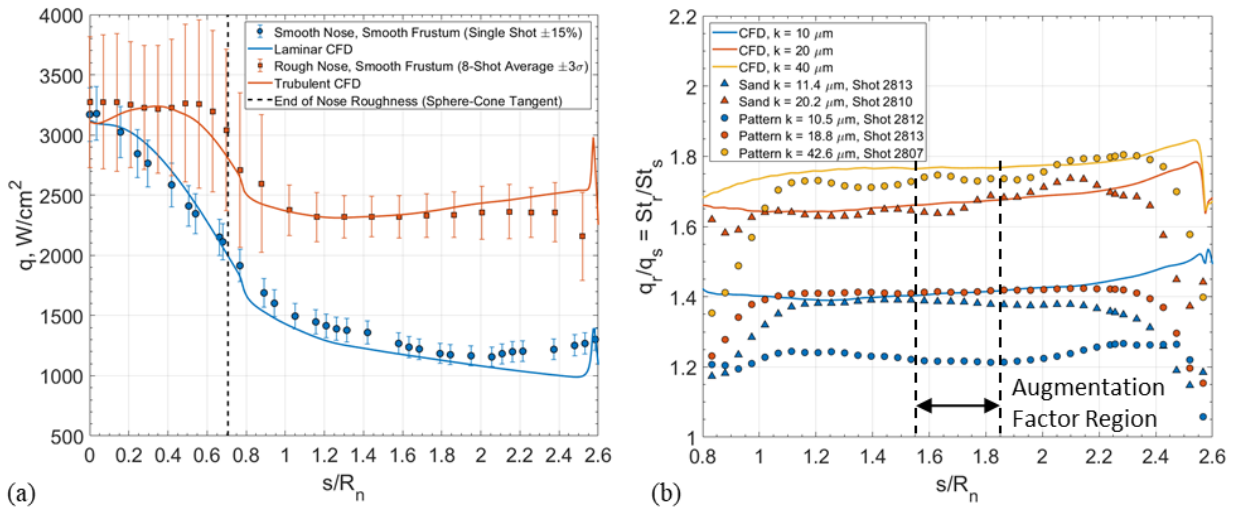 Smooth Nose, Smooth Frustum (Single Shot ±15%)
Laminar CFD
Rough Nose, Smooth Frustum (8-Shot Average ±3σ)
Trubulent CFD
End of Nose Roughness (Sphere-Cone Tangent)
q, W/cm²
4000
3500
3000
2500
2000
1500
1000
500
0 0.2 0.4 0.6 0.8 1 1.2 1.4 1.6 1.8 2 2.2 2.4 2.6
s/Rₙ
(a)
CFD, k = 10 μm
CFD, k = 20 μm
CFD, k = 40 μm
Sand k = 11.4 μm, Shot 2813
Sand k = 20.2 μm, Shot 2810
Pattern k = 10.5 μm, Shot 2812
Pattern k = 18.8 μm, Shot 2813
Pattern k = 42.6 μm, Shot 2807
qᵣ/qₛ = Stᵣ/Stₛ
2.2
2
1.8
1.6
1.4
1.2
1
Augmentation
Factor Region
0.8 1 1.2 1.4 1.6 1.8 2 2.2 2.4 2.6
s/Rₙ
(b)